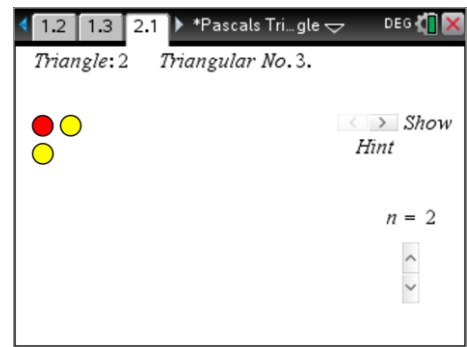 1.2 1.3 2.1 *Pascals Tri…gle DEG
Triangle: 2 Triangular No. 3.
< > Show
Hint
n = 2